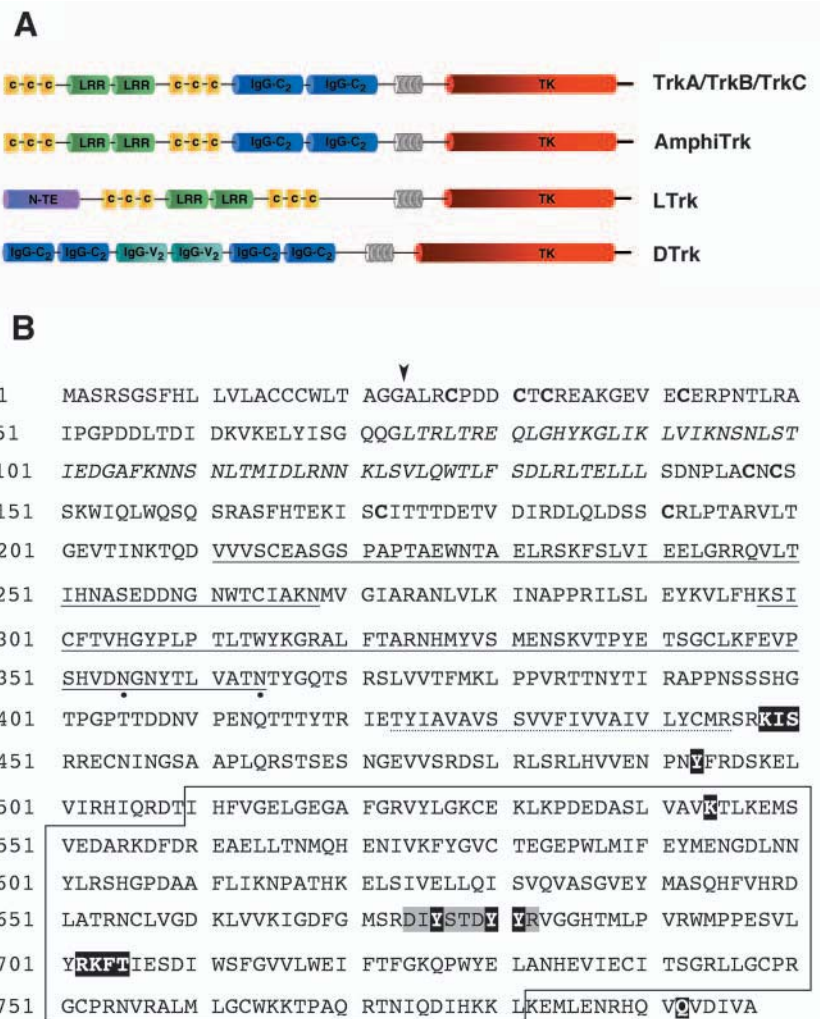 A
c-c-c LRR LRR c-c-c IgG-C2 IgG-C2 TK TrkA/TrkB/TrkC
c-c-c LRR LRR c-c-c IgG-C2 IgG-C2 TK AmphiTrk
N-TE c-c-c LRR LRR c-c-c TK LTrk
IgG-C2 IgG-C2 IgG-V2 IgG-V2 IgG-C2 IgG-C2 TK DTrk
B
1 MASRSGSFHL LVLACCCWLT AGGALRCPDD CTCREAKGEV ECERPNTLRA
51 IPGPDDLTDI DKVKELYISG QQGLTRLTRE QLGHYKGLIK LVIKNSNLST
101 IEDGAFKNNS NLTMIDLRNN KLSVLQWTLF SDLRLTELLL SDNPLACNCS
151 SKWIQLWQSQ SRASFHTEKI SCITTTDETV DIRDLQLDSS CRLPTARVLT
201 GEVTINKTQD VVVSCEASGS PAPTAEWNTA ELRSKFSLVI EELGRRQVLT
251 IHNASEDDNG NWTCIAKNMV GIARANLVLK INAPPRILSL EYKVLFHKSI
301 CFTVHGYPLP TLTWYKGRAL FTARNHMYVS MENSKVTPYE TSGCLKFEVP
351 SHVDNGNYTL VATNTYGQTS RSLVVTFMKL PPVRTTNYTI RAPPNSSSHG
401 TPGPTTDDNV PENQTTTYTR IETYIAVAVS SVVFIVVAIV LYCMRSRKIS
451 RRECNINGSA APLQRSTSES NGEVVSRDSL RLSRLHVVEN PNYFRDSKEL
501 VIRHIQRDTI HFVGELGEGA FGRVYLGKCE KLKPDEDASL VAVKTLKEMS
551 VEDARKDFDR EAELLTNMQH ENIVKFYGVC TEGEPWLMIF EYMENGDLNN
601 YLRSHGPDAA FLIKNPATHK ELSIVELLQI SVQVASGVEY MASQHFVHRD
651 LATRNCLVGD KLVVKIGDFG MSRDIYSTDY YRVGGHTMLP VRWMPPESVL
701 YRKFTIESDI WSFGVVLWEI FTFGKQPWYE LANHEVIECI TSGRLLGCPR
751 GCPRNVRALM LGCWKKTPAQ RTNIQDIHKK LKEMLENRHQ VQVDIVA